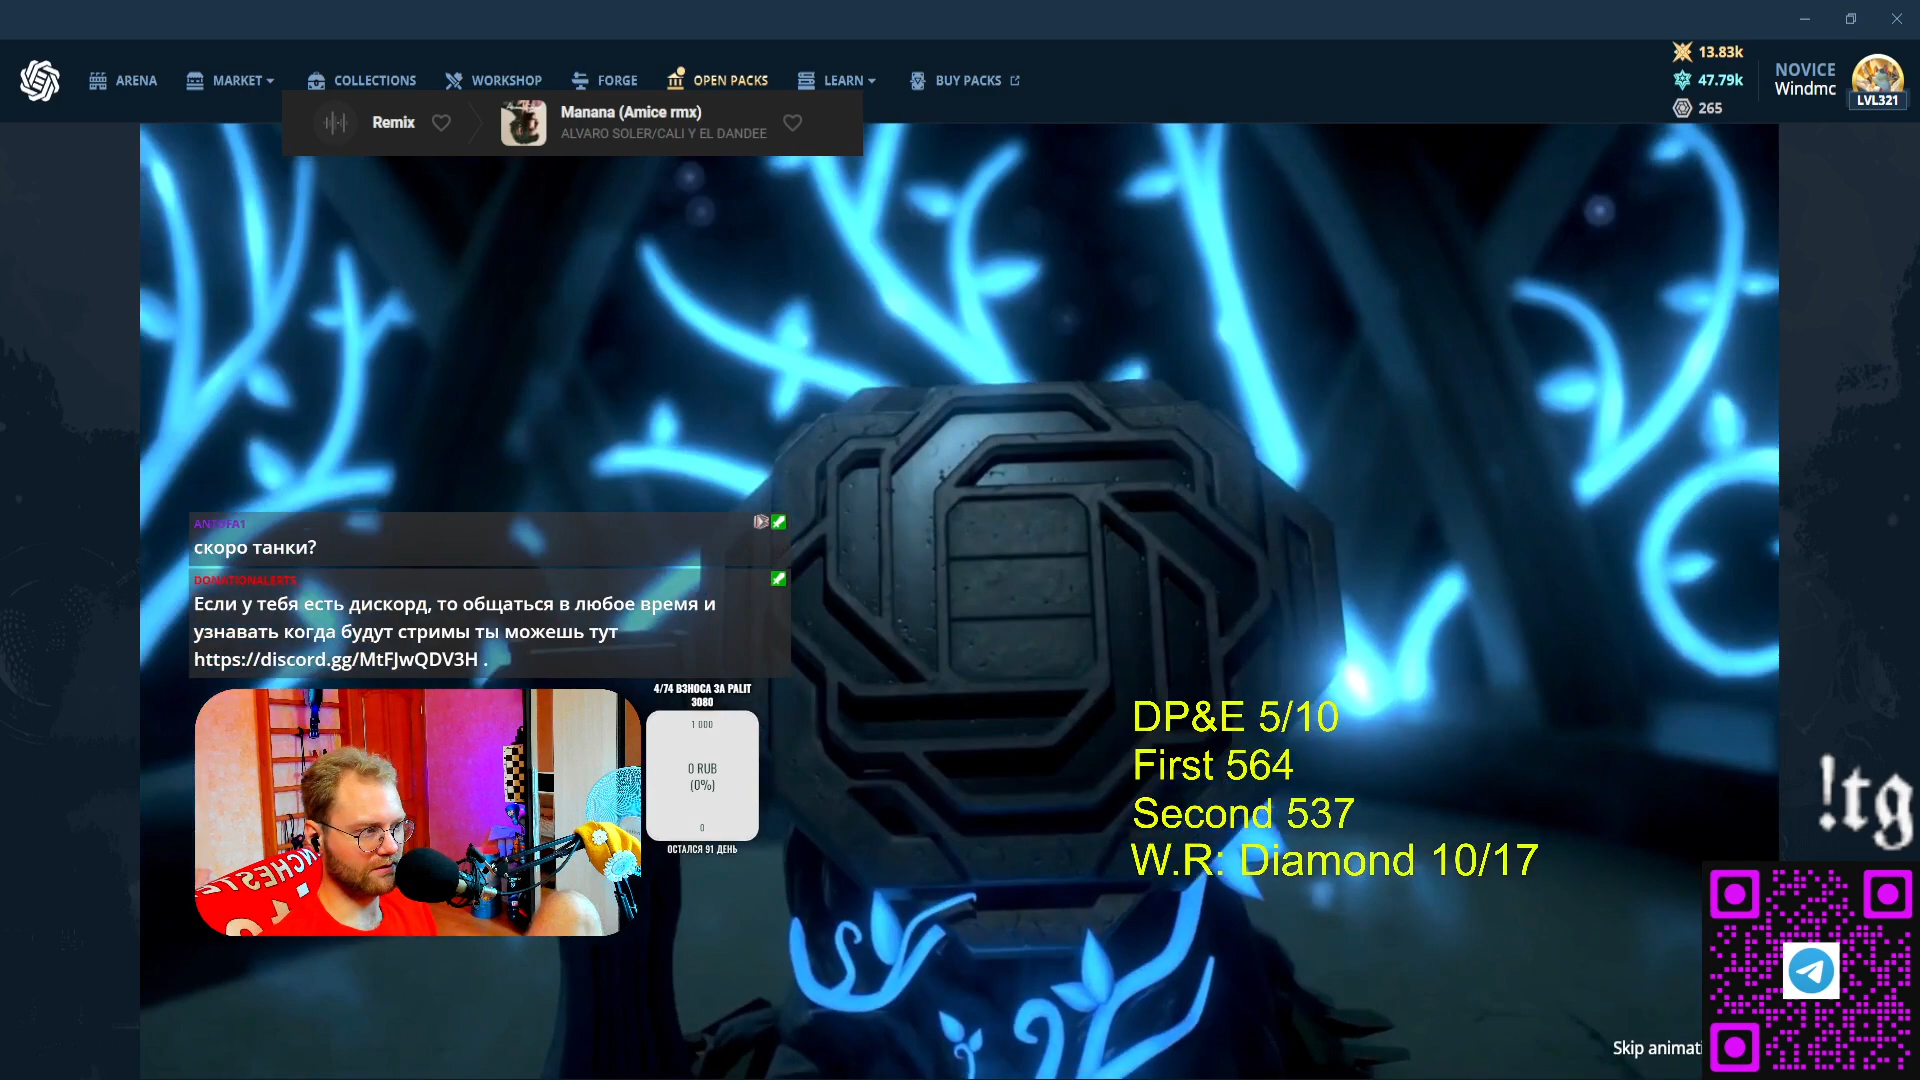 ARENA
MARKET
COLLECTIONS
WORKSHOP
FORGE
OPEN PACKS
LEARN
BUY PACKS
13.83k
47.79k
265
NOVICE
Windmc
LVL321
Remix
Manana (Amice rmx)
ALVARO SOLER/CALI Y EL DANDEE
ANTOFA1
скоро танки?
DONATIONALERTS
Если у тебя есть дискорд, то общаться в любое время и
узнавать когда будут стримы ты можешь тут
https://discord.gg/MtFJwQDV3H .
4/74 ВЗНОСА ЗА PALIT
3080
1 000
0 RUB
(0%)
0
ОСТАЛСЯ 91 ДЕНЬ
DP&E 5/10
First 564
Second 537
W.R: Diamond 10/17
!tg
Skip animati